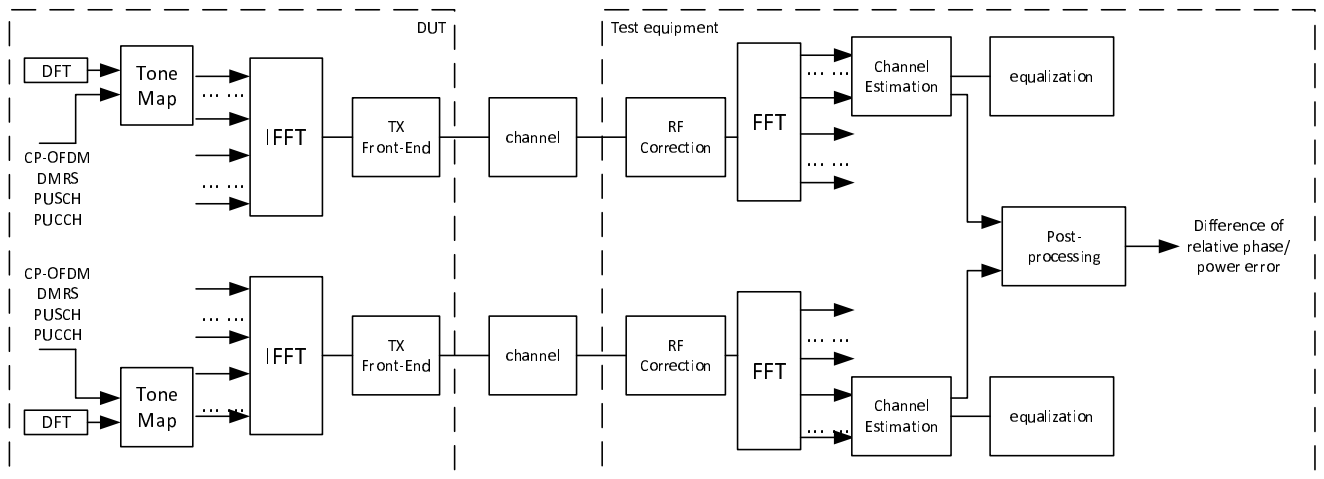 DUT
Test equipment
DFT
Tone
Map
... ...
... ...
CP-OFDM
DMRS
PUSCH
PUCCH
IFFT
TX
Front-End
channel
RF
Correction
FFT
... ...
... ...
Channel
Estimation
equalization
Post-
processing
Difference of
relative phase/
power error
CP-OFDM
DMRS
PUSCH
PUCCH
DFT
Tone
Map
... ...
... ...
IFFT
TX
Front-End
channel
RF
Correction
FFT
... ...
... ...
Channel
Estimation
equalization